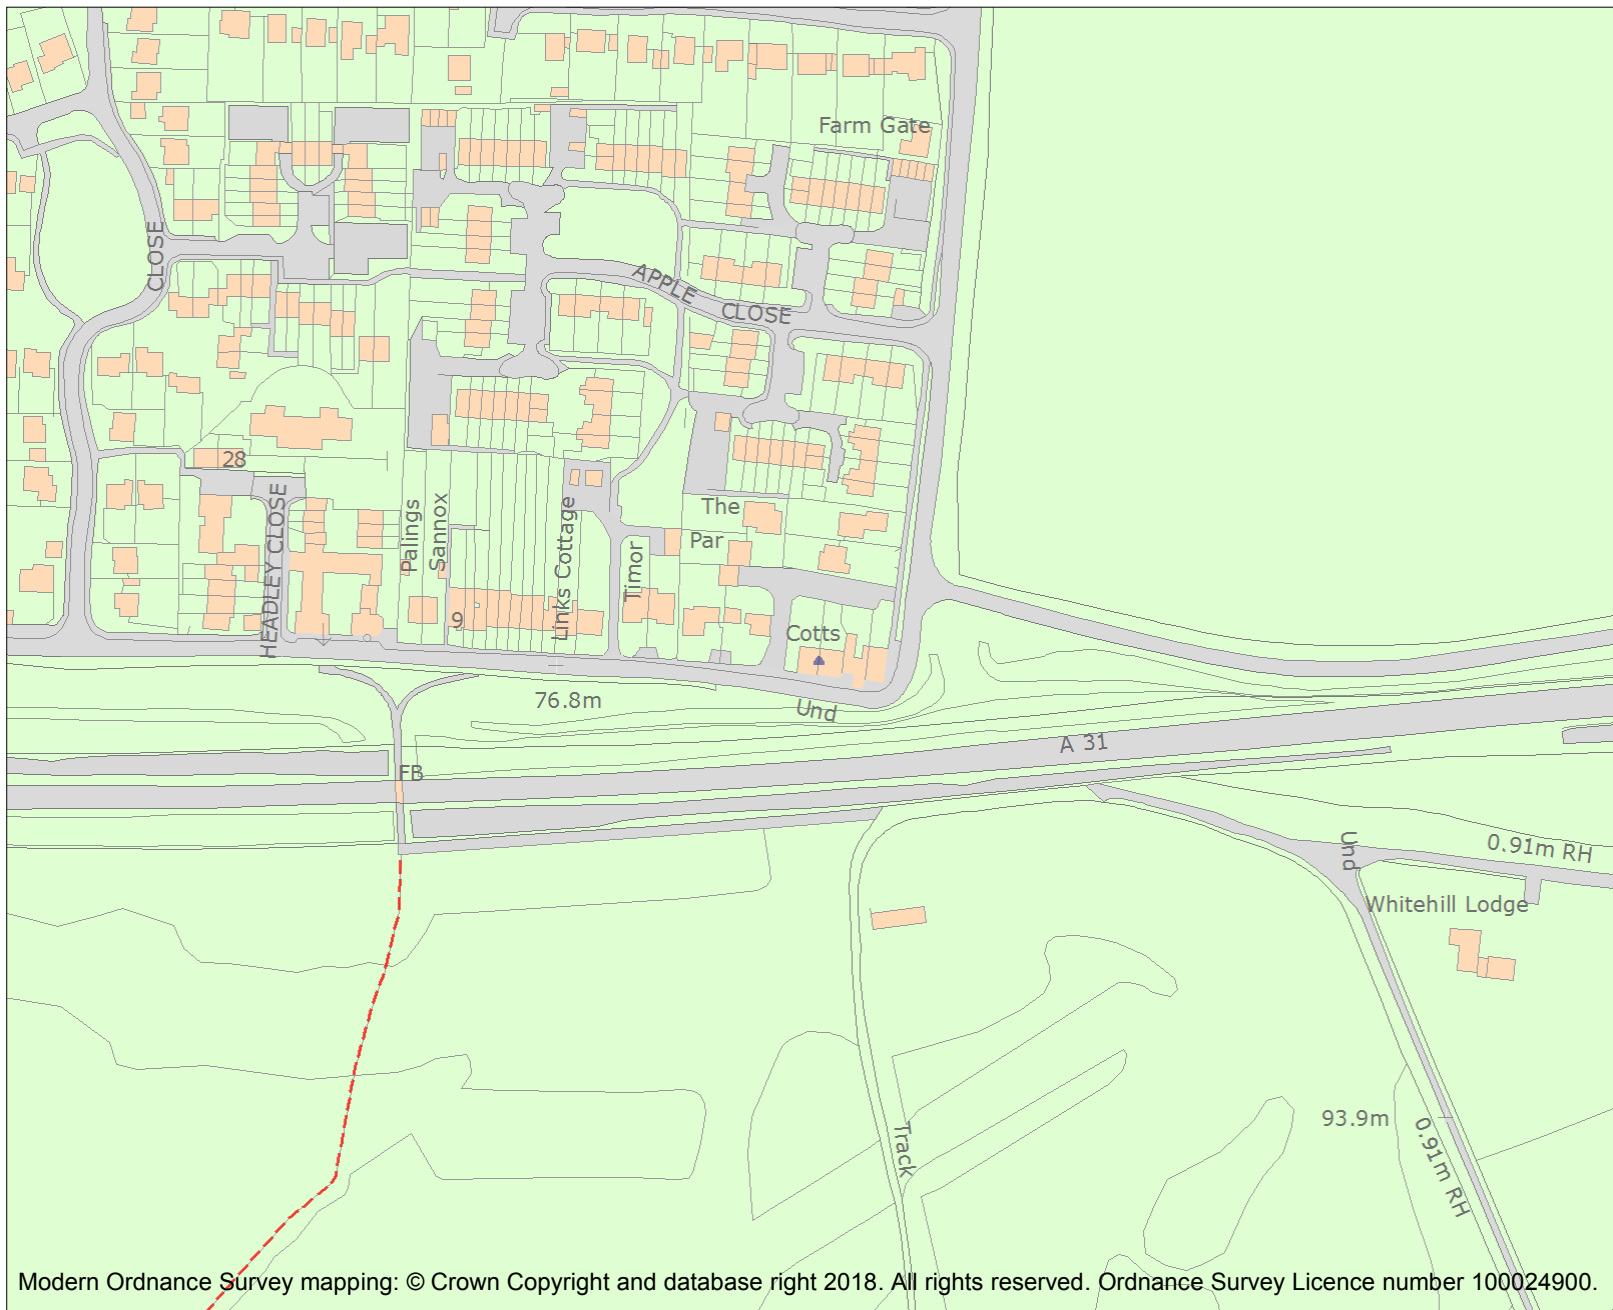 Farm Gate
CLOSE
APPLE CLOSE
28
HEADLEY CLOSE
Palings
Sannox
Links Cottage
The
Par
Timor
9
Cotts
76.8m
Und
A 31
FB
Und
0.91m RH
Whitehill Lodge
93.9m
Track
0.91m RH
Modern Ordnance Survey mapping: © Crown Copyright and database right 2018. All rights reserved. Ordnance Survey Licence number 100024900.